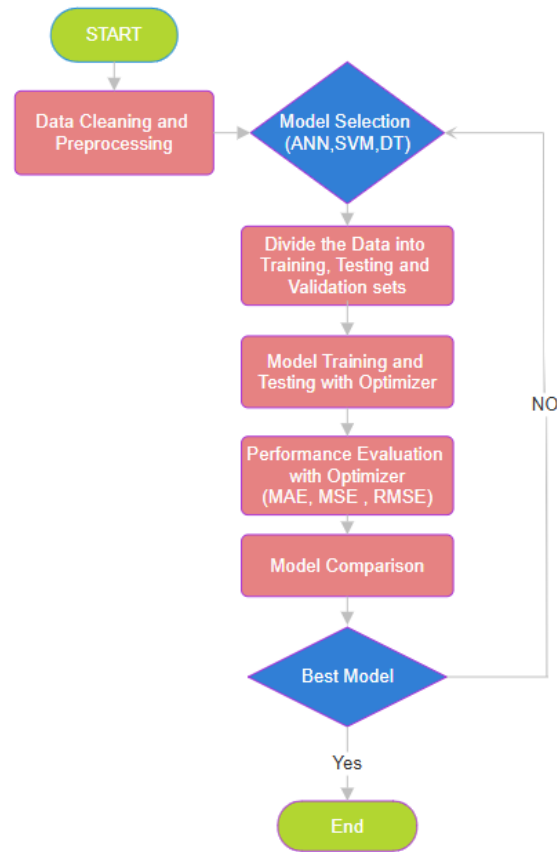 START
Data Cleaning and
Preprocessing
Model Selection
(ANN,SVM,DT)
Divide the Data into
Training, Testing and
Validation sets
Model Training and
Testing with Optimizer
NO
Performance Evaluation
with Optimizer
(MAE, MSE , RMSE)
Model Comparison
Best Model
Yes
End